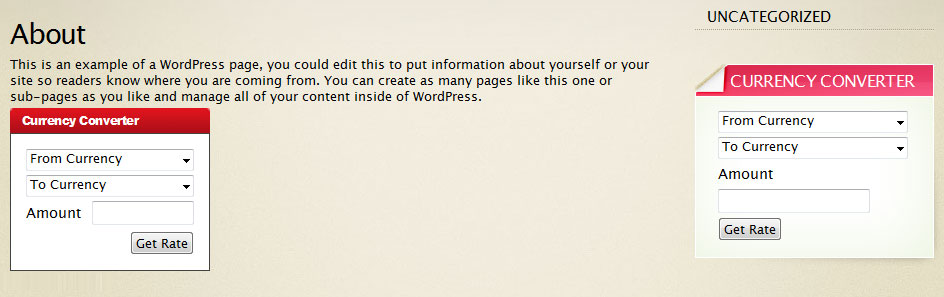 About
This is an example of a WordPress page, you could edit this to put information about yourself or your
site so readers know where you are coming from. You can create as many pages like this one or
sub-pages as you like and manage all of your content inside of WordPress.
Currency Converter
From Currency
To Currency
Amount
Get Rate
UNCATEGORIZED
CURRENCY CONVERTER
From Currency
To Currency
Amount
Get Rate